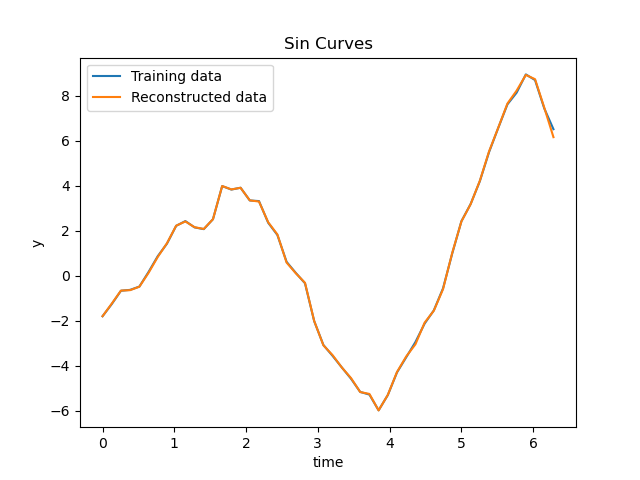 Sin Curves
Training data
Reconstructed data
8
6
4
2
0
−2
−4
−6
y
0 1 2 3 4 5 6
time